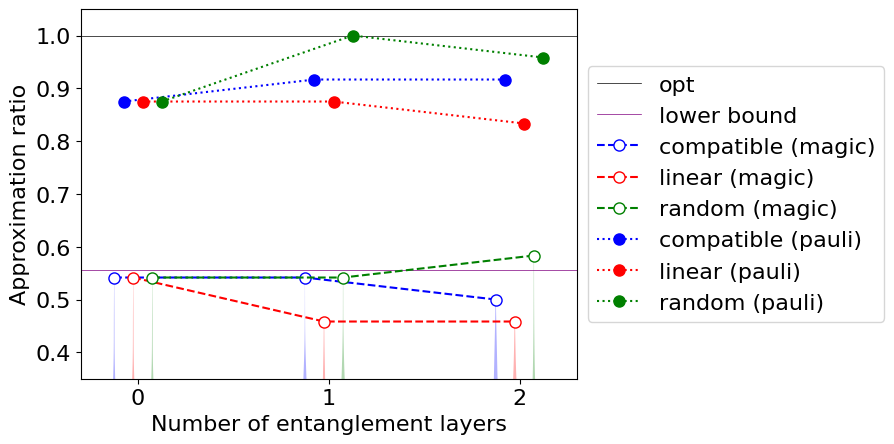 1.0
0.9
0.8
0.7
0.6
0.5
0.4
Approximation ratio
0 1 2
Number of entanglement layers
opt
lower bound
compatible (magic)
linear (magic)
random (magic)
compatible (pauli)
linear (pauli)
random (pauli)